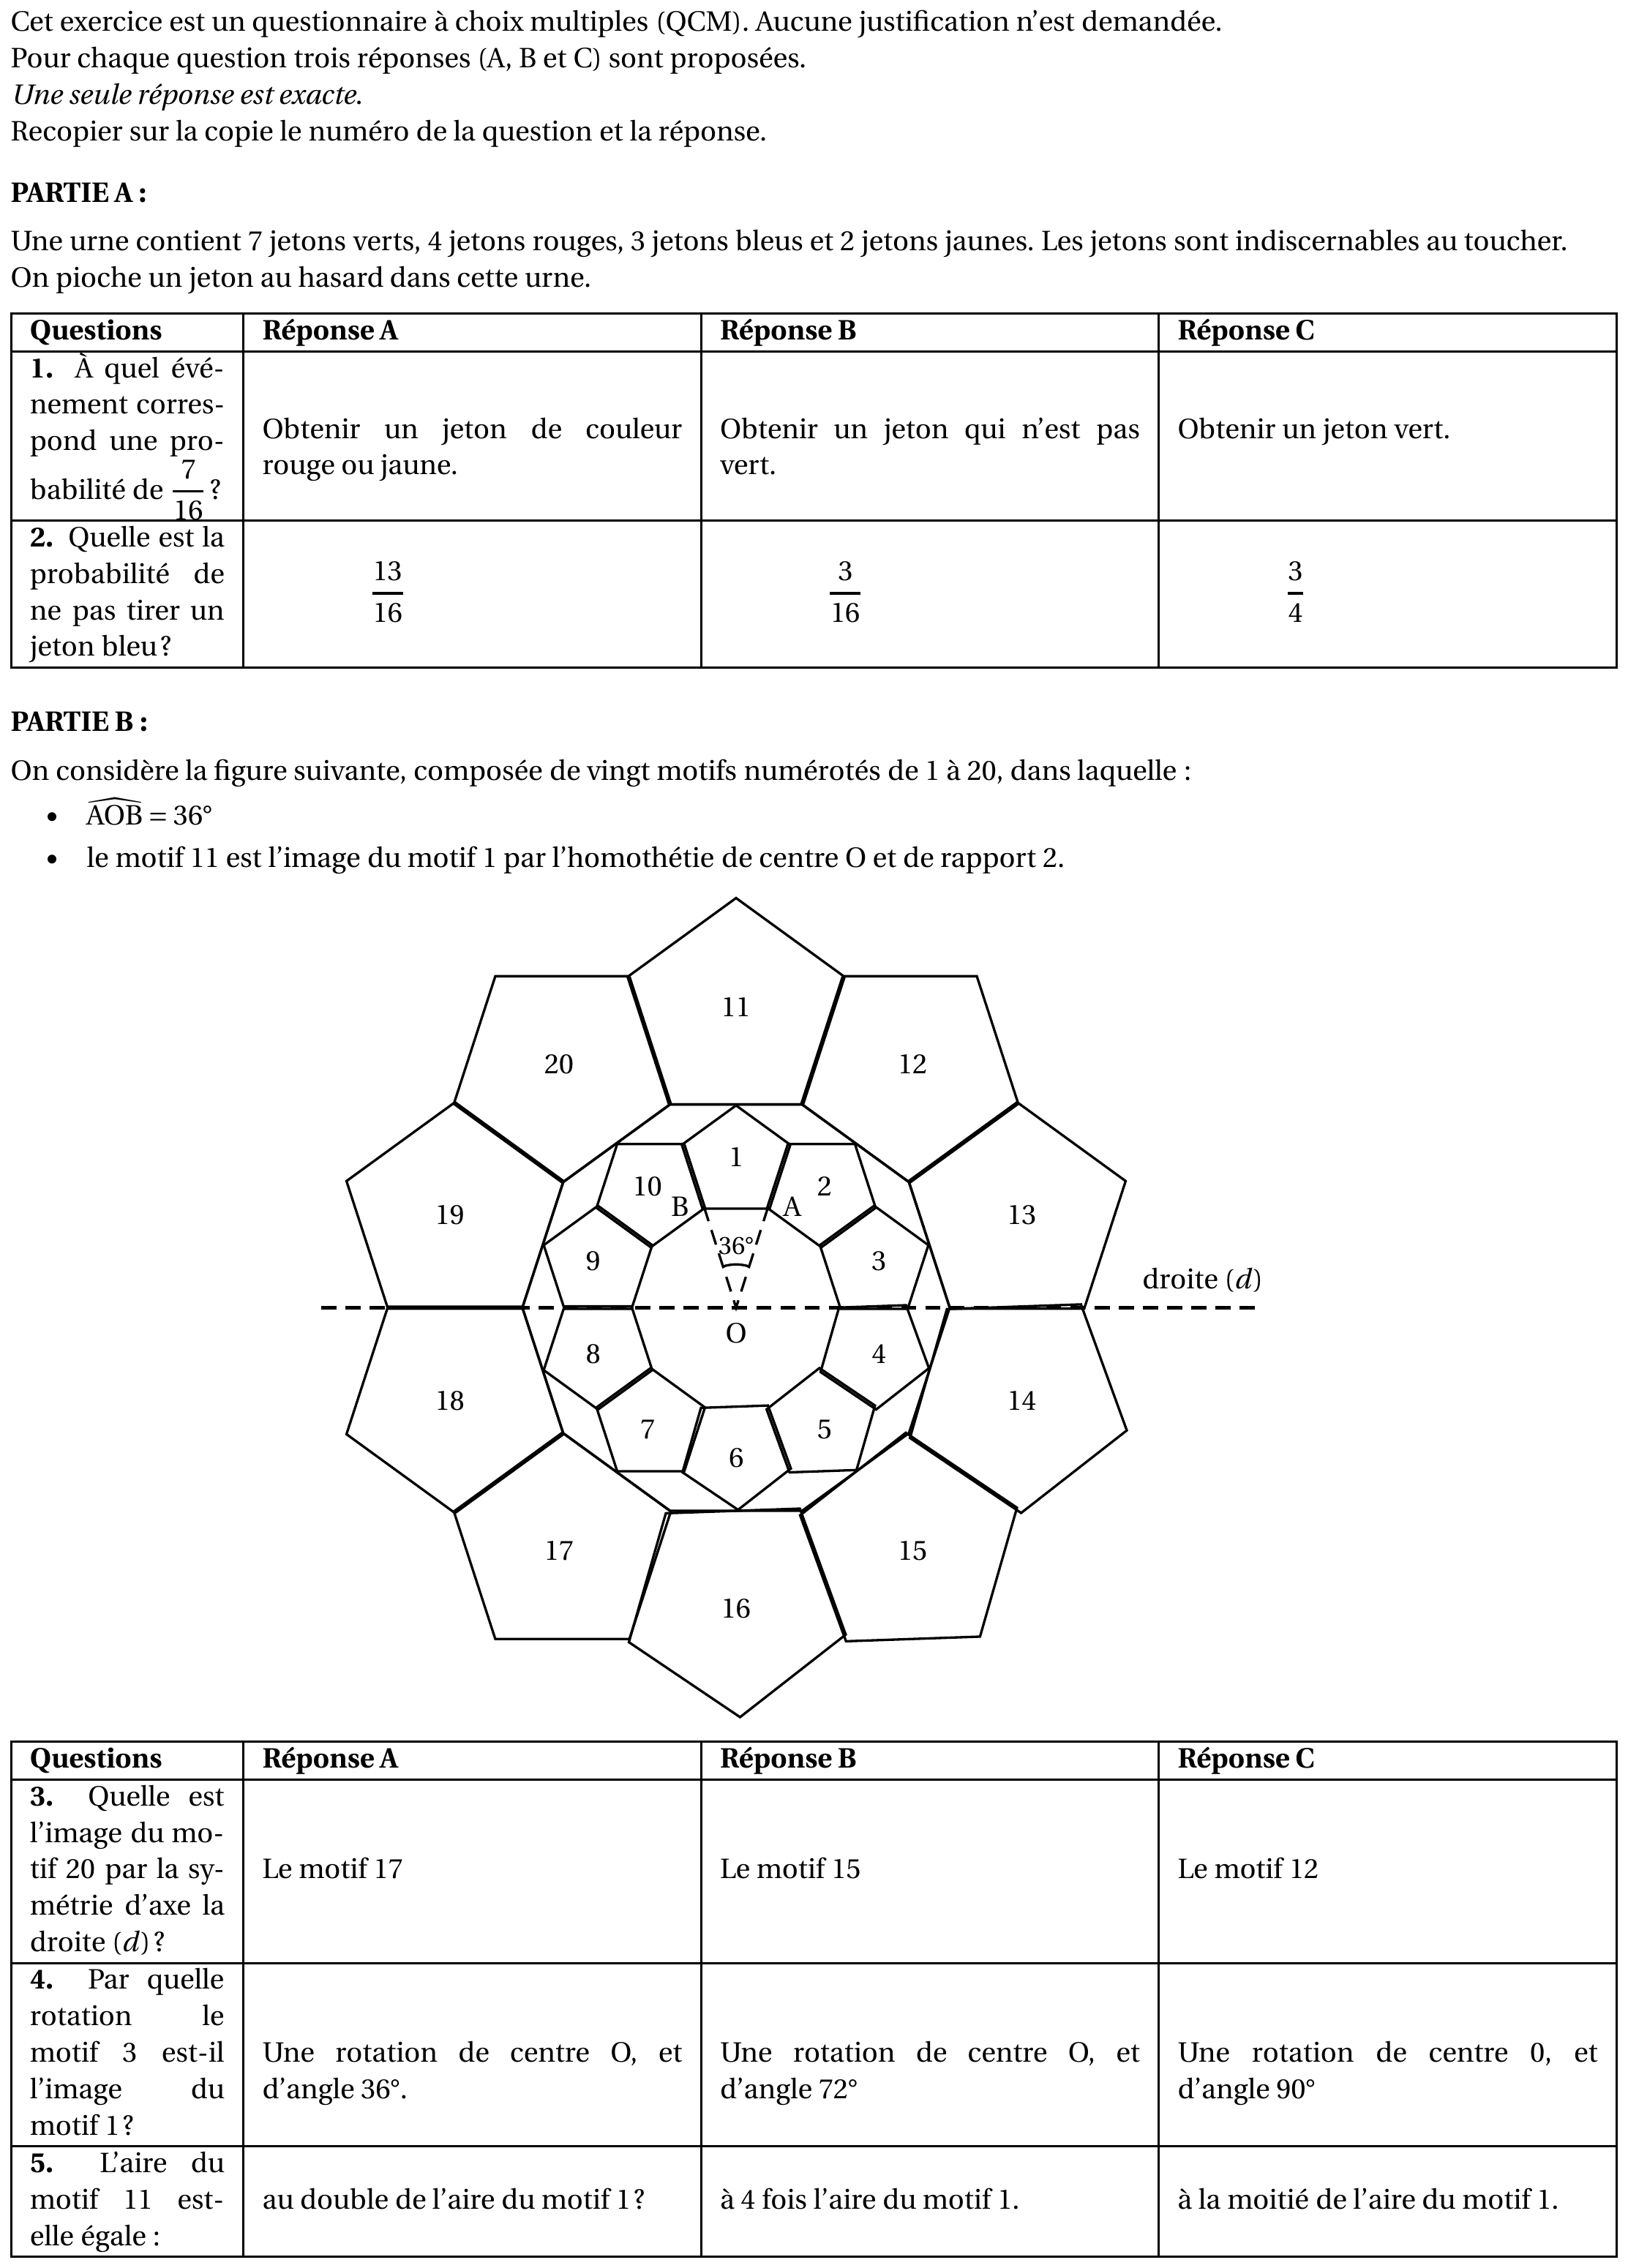 Cet exercice est un questionnaire à choix multiples (QCM). Aucune justification n'est demandée.
Pour chaque question trois réponses (A, B et C) sont proposées.
Une seule réponse est exacte.
Recopier sur la copie le numéro de la question et la réponse.
PARTIE A :
Une urne contient 7 jetons verts, 4 jetons rouges, 3 jetons bleus et 2 jetons jaunes. Les jetons sont indiscernables au toucher.
On pioche un jeton au hasard dans cette urne.
Questions Réponse A Réponse B Réponse C
1. À quel évé-
nement corres-
pond une pro-
babilité de 7/16 ?
Obtenir un jeton de couleur
rouge ou jaune.
Obtenir un jeton qui n'est pas
vert.
Obtenir un jeton vert.
2. Quelle est la
probabilité de
ne pas tirer un
jeton bleu ?
13/16
3/16
3/4
PARTIE B :
On considère la figure suivante, composée de vingt motifs numérotés de 1 à 20, dans laquelle :
• AOB = 36°
• le motif 11 est l'image du motif 1 par l'homothétie de centre O et de rapport 2.
11
20
12
1
10
2
B
A
19
13
36°
9
3
droite (d)
O
8
4
18
14
7
5
6
17
15
16
Questions Réponse A Réponse B Réponse C
3. Quelle est
l'image du mo-
tif 20 par la sy-
métrie d'axe la
droite (d) ?
Le motif 17
Le motif 15
Le motif 12
4. Par quelle
rotation le
motif 3 est-il
l'image du
motif 1 ?
Une rotation de centre O, et
d'angle 36°.
Une rotation de centre O, et
d'angle 72°
Une rotation de centre 0, et
d'angle 90°
5. L'aire du
motif 11 est-
elle égale :
au double de l'aire du motif 1 ?
à 4 fois l'aire du motif 1.
à la moitié de l'aire du motif 1.